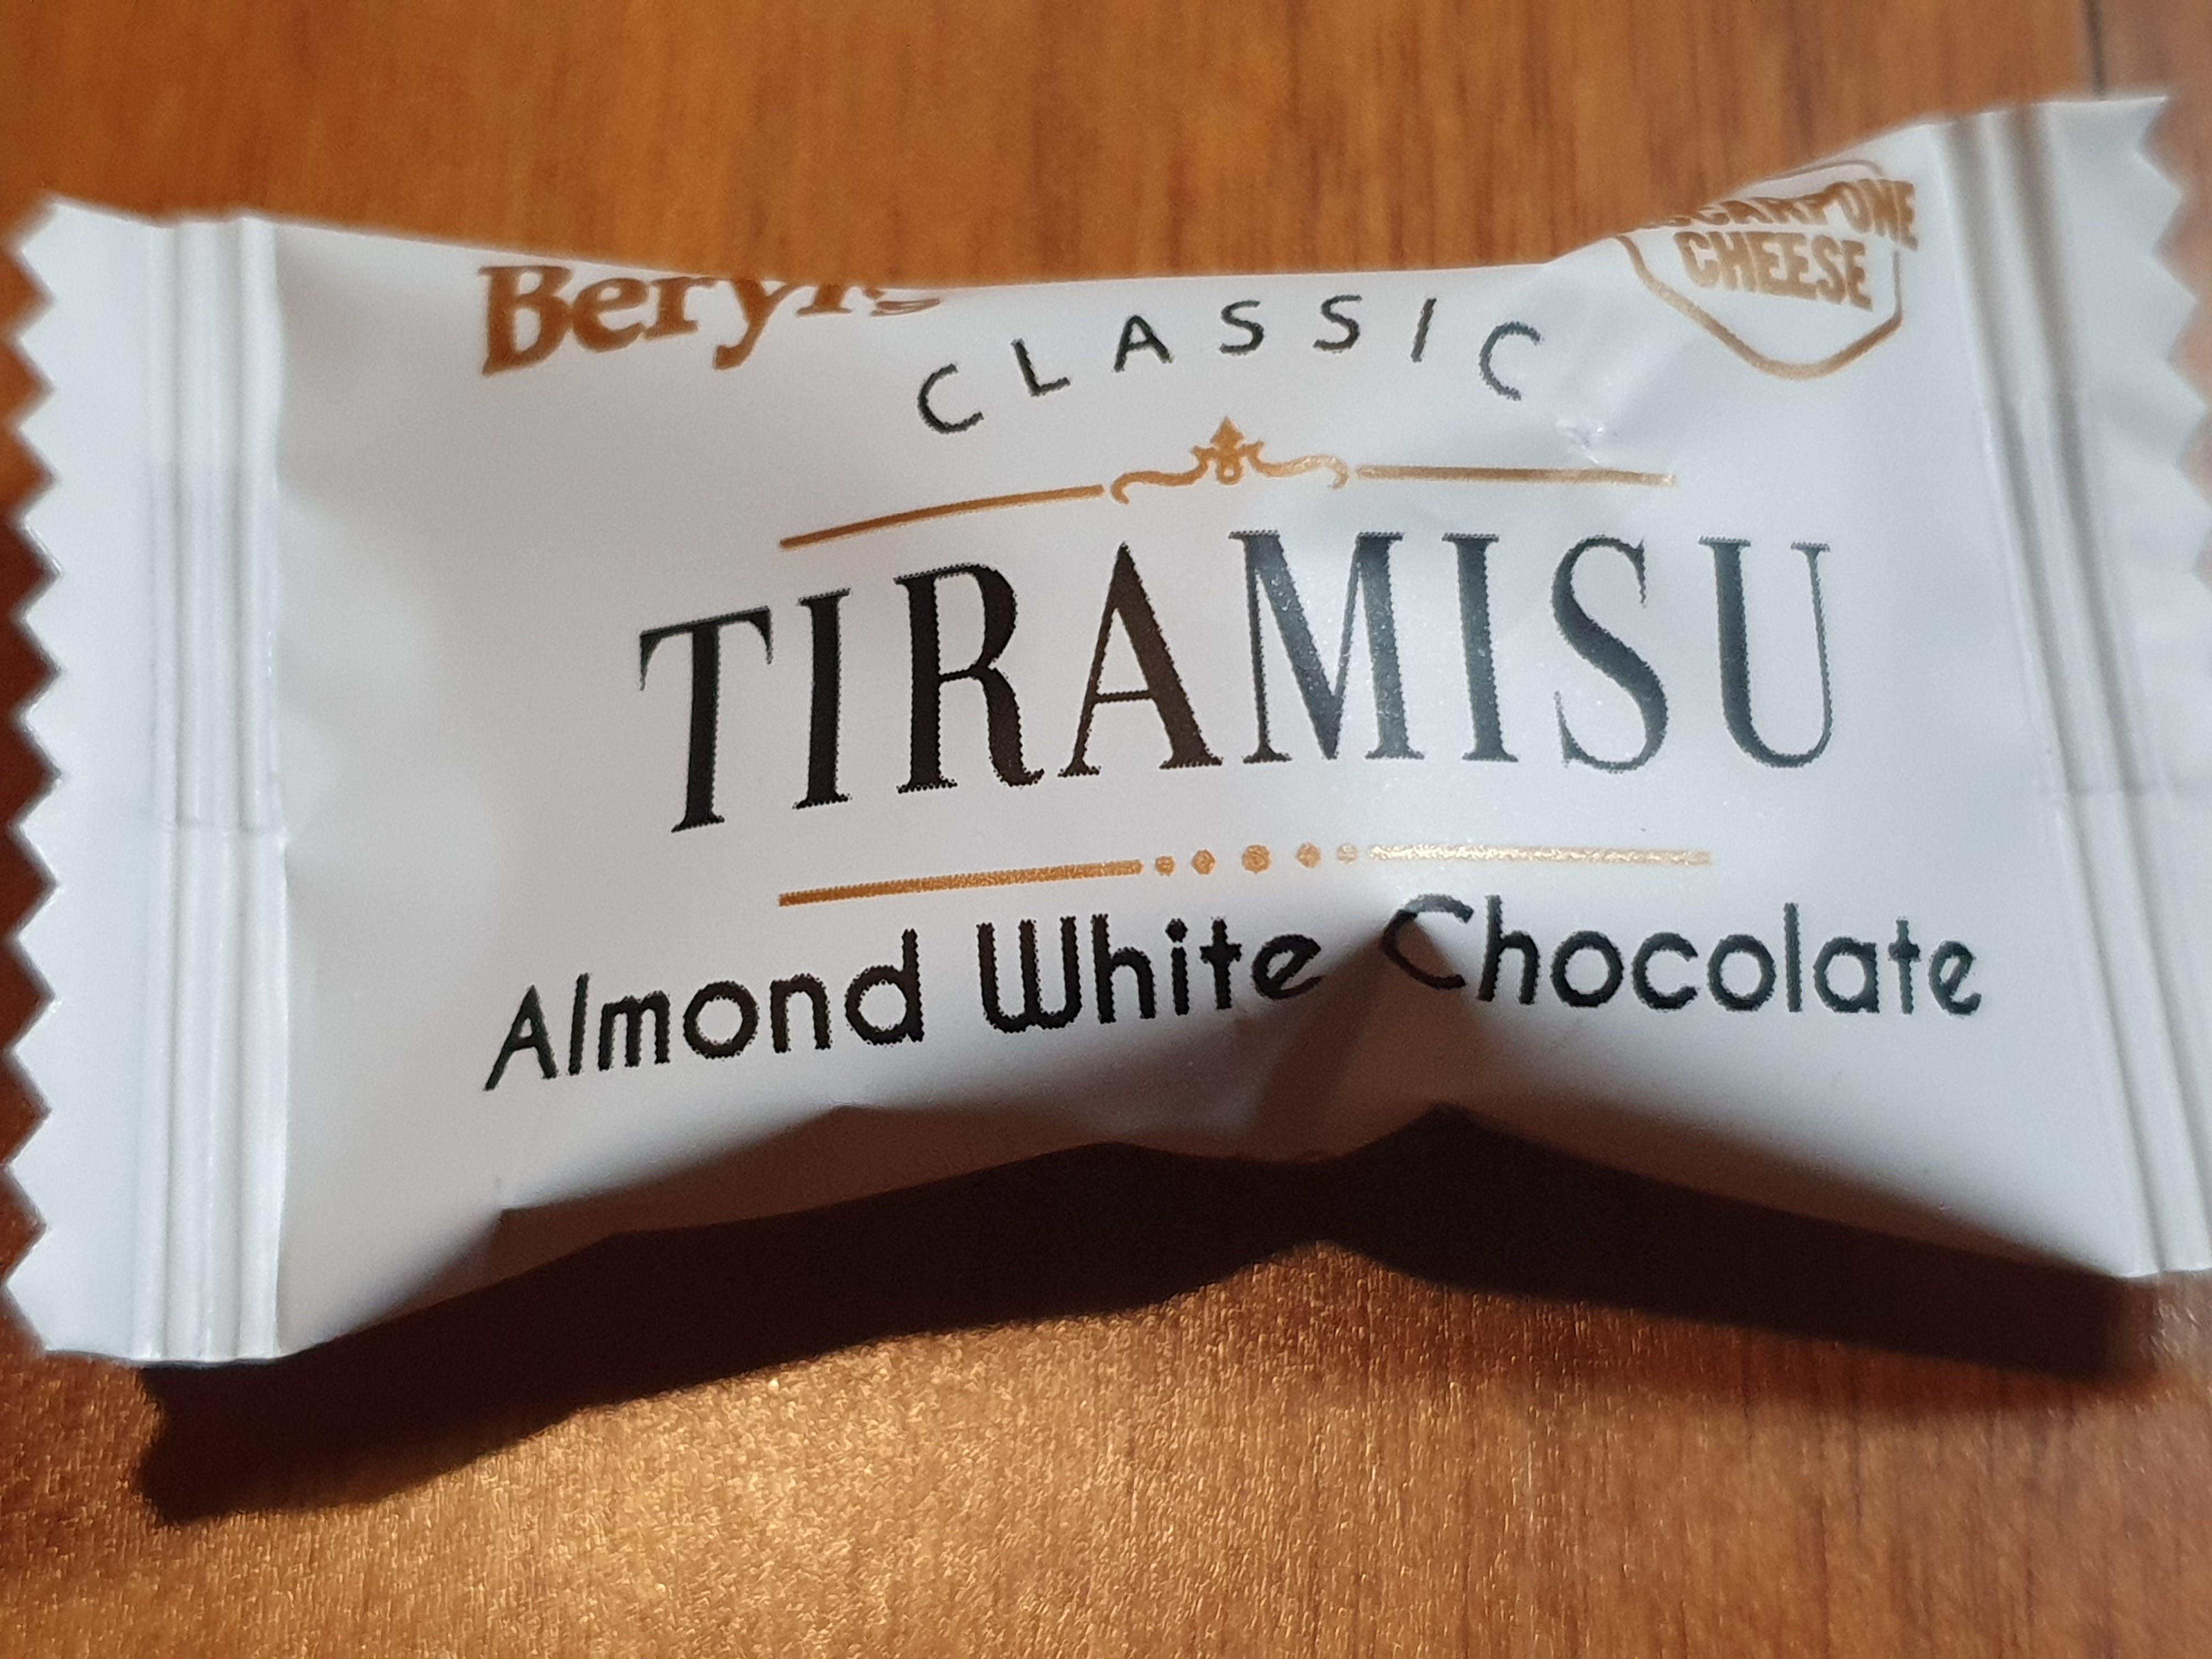 Beryl's
CLASSIC
CHEESE
TIRAMISU
Almond White Chocolate